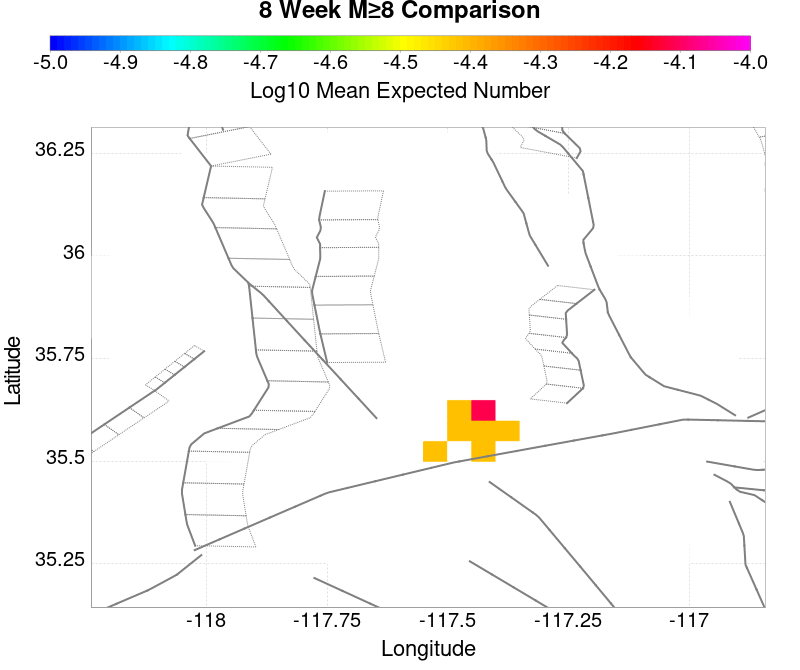 8 Week M≥8 Comparison
-5.0 -4.9 -4.8 -4.7 -4.6 -4.5 -4.4 -4.3 -4.2 -4.1 -4.0
Log10 Mean Expected Number
36.25
36
35.75
35.5
35.25
Latitude
-118 -117.75 -117.5 -117.25 -117
Longitude